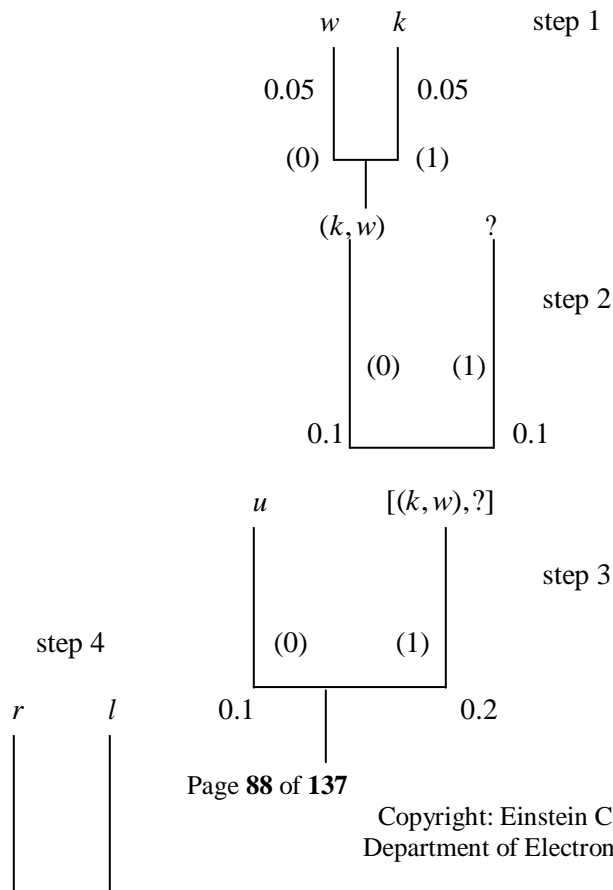 w k step 1
0.05 0.05
(0) (1)
(k, w) ?
step 2
(0) (1)
0.1 0.1
u [(k, w), ?]
step 3
step 4 (0) (1)
r l 0.1 0.2
Page 88 of 137
Copyright: Einstein C
Department of Electron